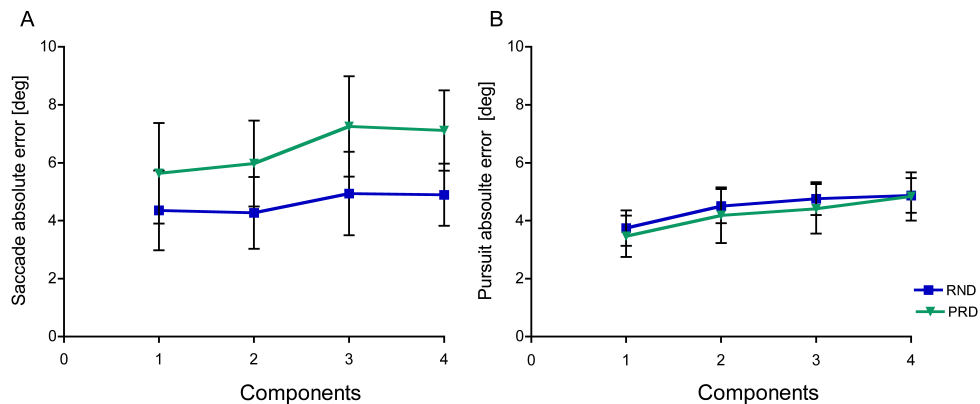 A
Saccade absolute error [deg]
10
8
6
4
2
0
0 1 2 3 4
Components
B
Pursuit absoulte error [deg]
10
8
6
4
2
0
0 1 2 3 4
Components
RND
PRD